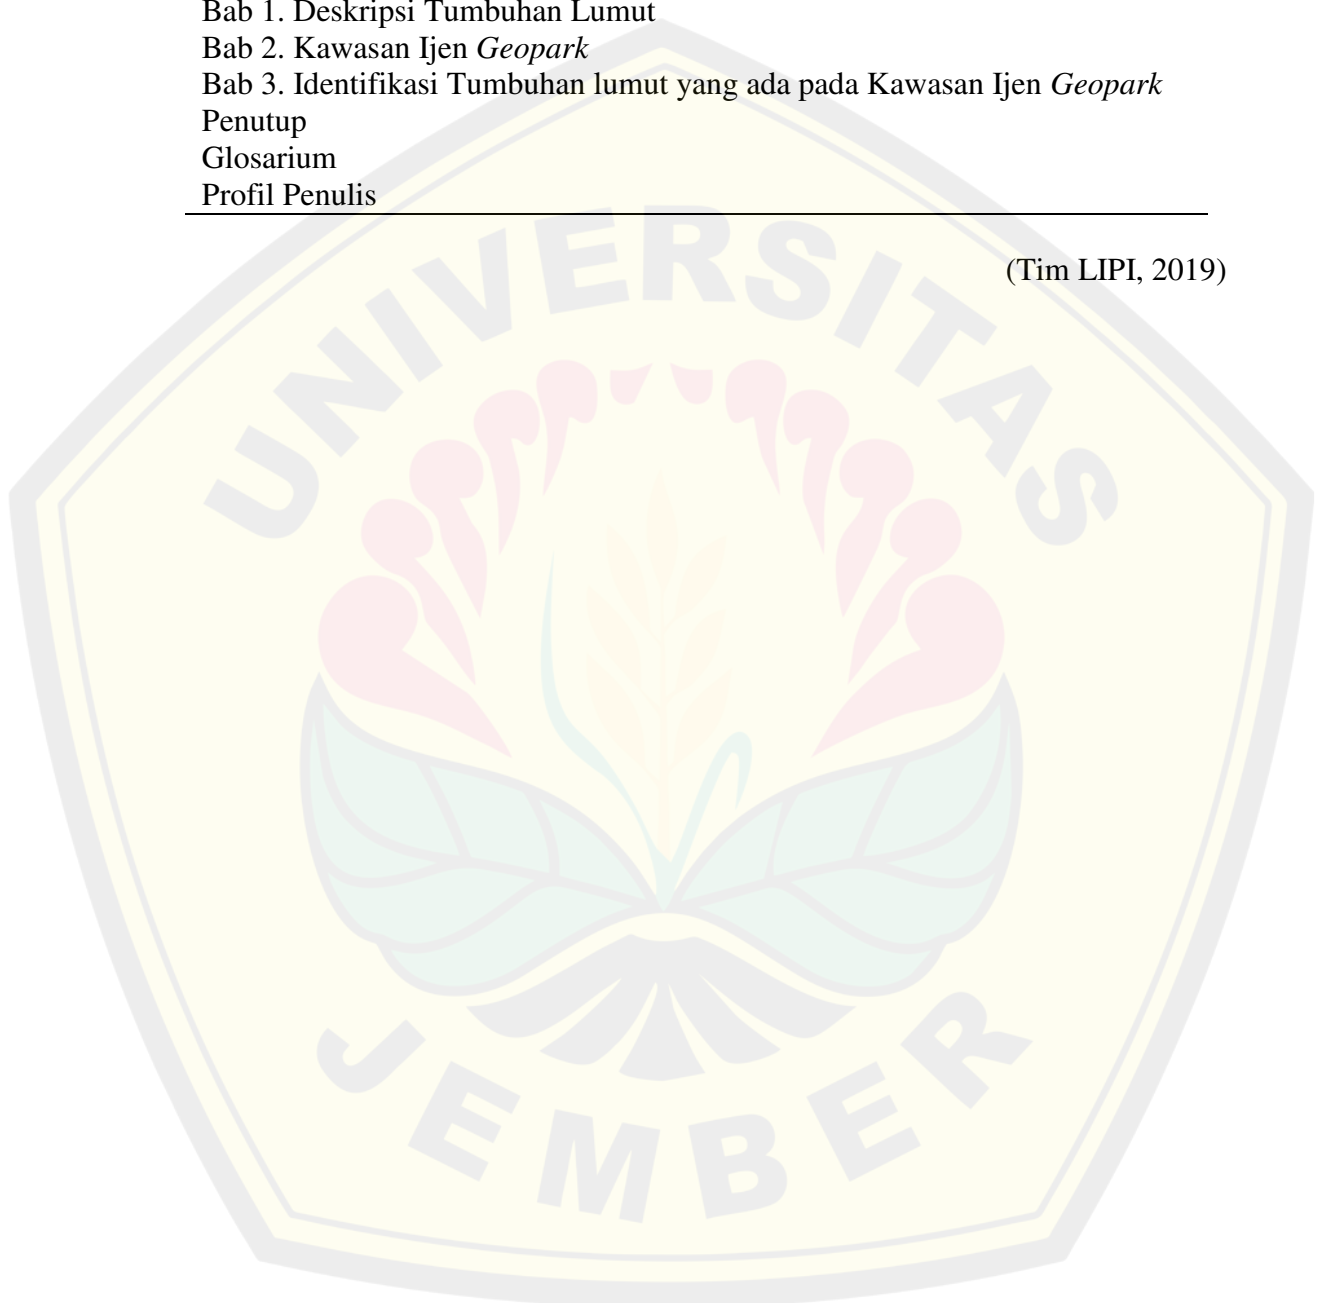 Bab 1. Deskripsi Tumbuhan Lumut
Bab 2. Kawasan Ijen Geopark
Bab 3. Identifikasi Tumbuhan lumut yang ada pada Kawasan Ijen Geopark
Penutup
Glosarium
Profil Penulis
(Tim LIPI, 2019)
UNIVERSITAS
JEMBER